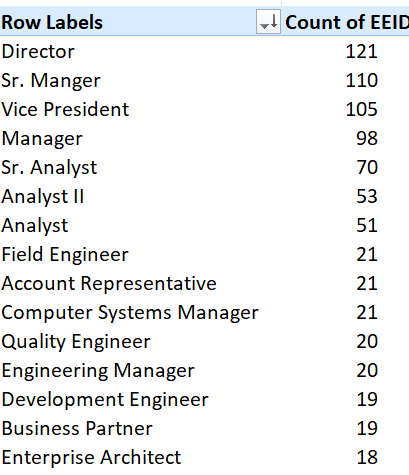 Row Labels Count of EEID
Director 121
Sr. Manger 110
Vice President 105
Manager 98
Sr. Analyst 70
Analyst II 53
Analyst 51
Field Engineer 21
Account Representative 21
Computer Systems Manager 21
Quality Engineer 20
Engineering Manager 20
Development Engineer 19
Business Partner 19
Enterprise Architect 18